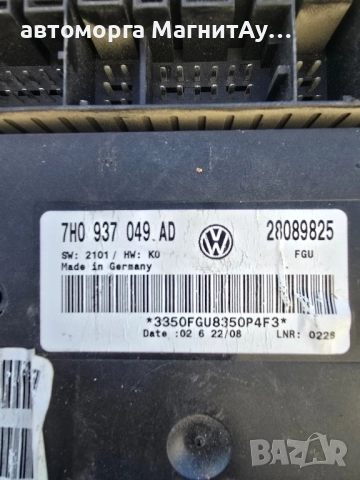 автоморга МагнитАу...
7H0 937 049 AD
28089825
SW: 2101/ HW: K0
FGU
Made in Germany
*3350FGU8350P4F3*
Date :02 6 22/08
LNR: 0228
BAZAR